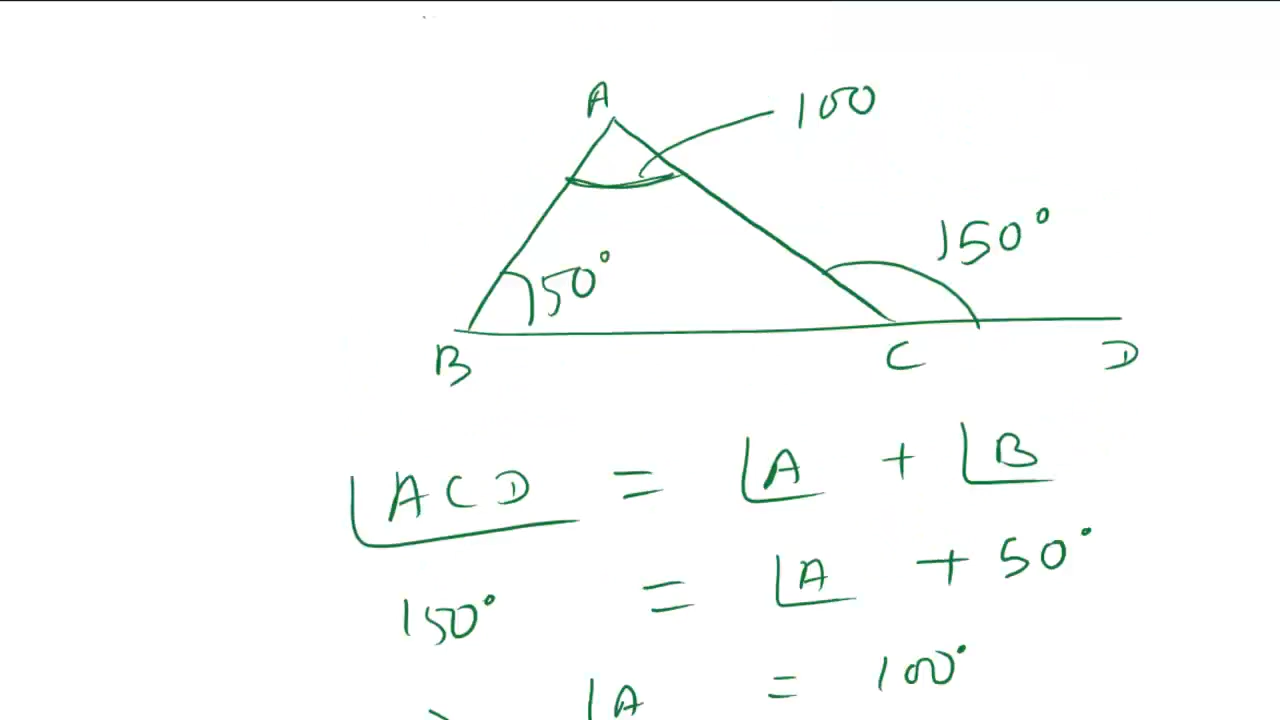 A
100
150°
50°
B
C
D
∠ACD = ∠A + ∠B
150° = ∠A + 50°
∠A = 100°